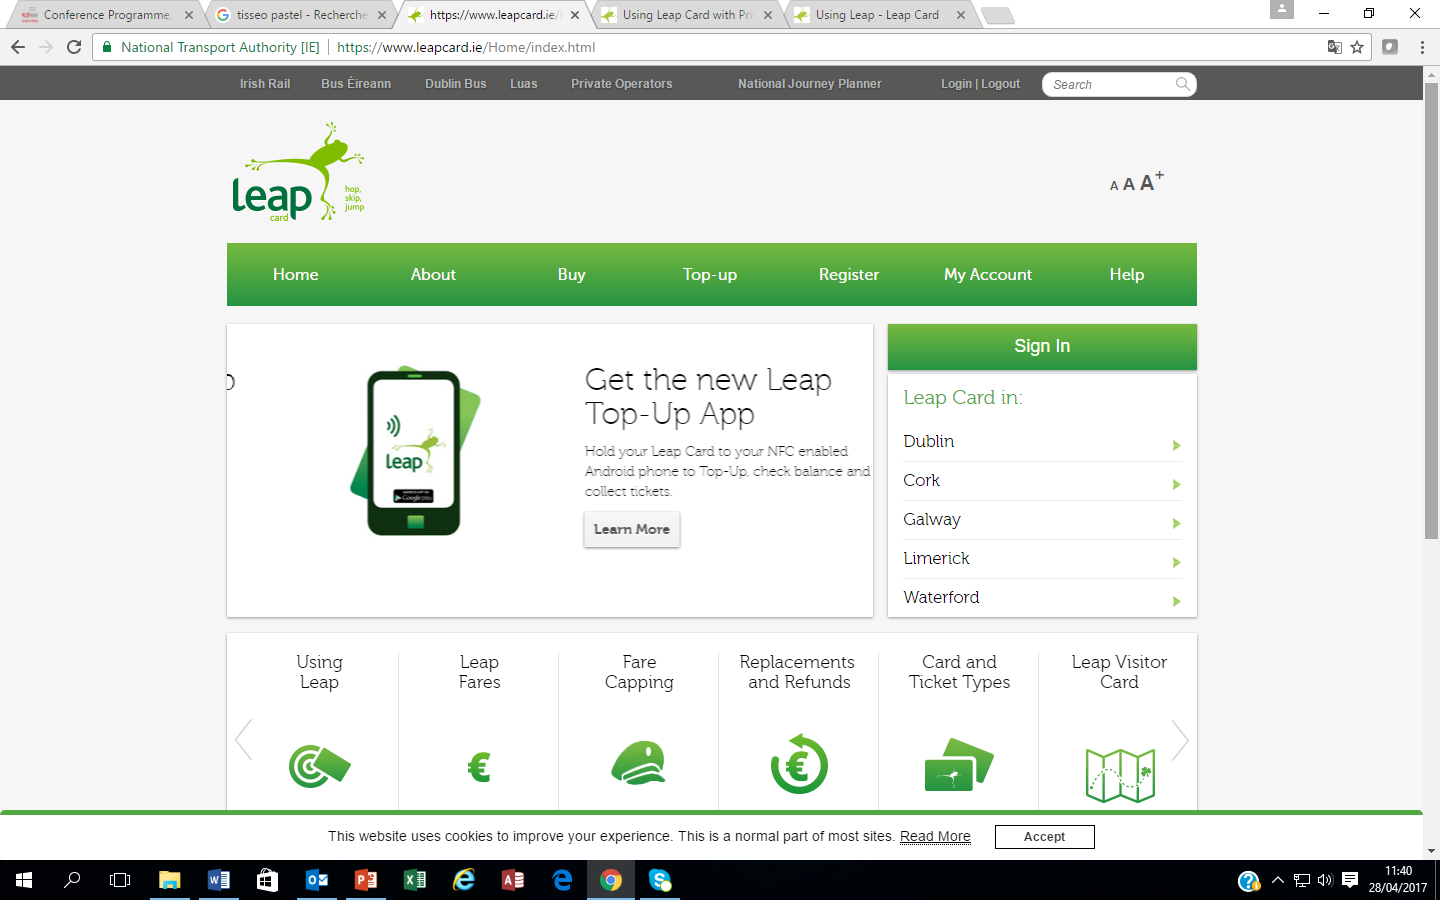 Conference Programme,
tisseo pastel - Recherche
https://www.leapcard.ie/
Using Leap Card with Pri
Using Leap - Leap Card
National Transport Authority [IE]
https://www.leapcard.ie/Home/index.html
Irish Rail
Bus Éireann
Dublin Bus
Luas
Private Operators
National Journey Planner
Login | Logout
Search
leap
card
hop,
skip,
jump
A A A+
Home
About
Buy
Top-up
Register
My Account
Help
Get the new Leap
Top-Up App
Hold your Leap Card to your NFC enabled
Android phone to Top-Up, check balance and
collect tickets.
Learn More
leap
Google play
Sign In
Leap Card in:
Dublin
Cork
Galway
Limerick
Waterford
Using
Leap
Leap
Fares
Fare
Capping
Replacements
and Refunds
Card and
Ticket Types
Leap Visitor
Card
This website uses cookies to improve your experience. This is a normal part of most sites. Read More
Accept
11:40
28/04/2017